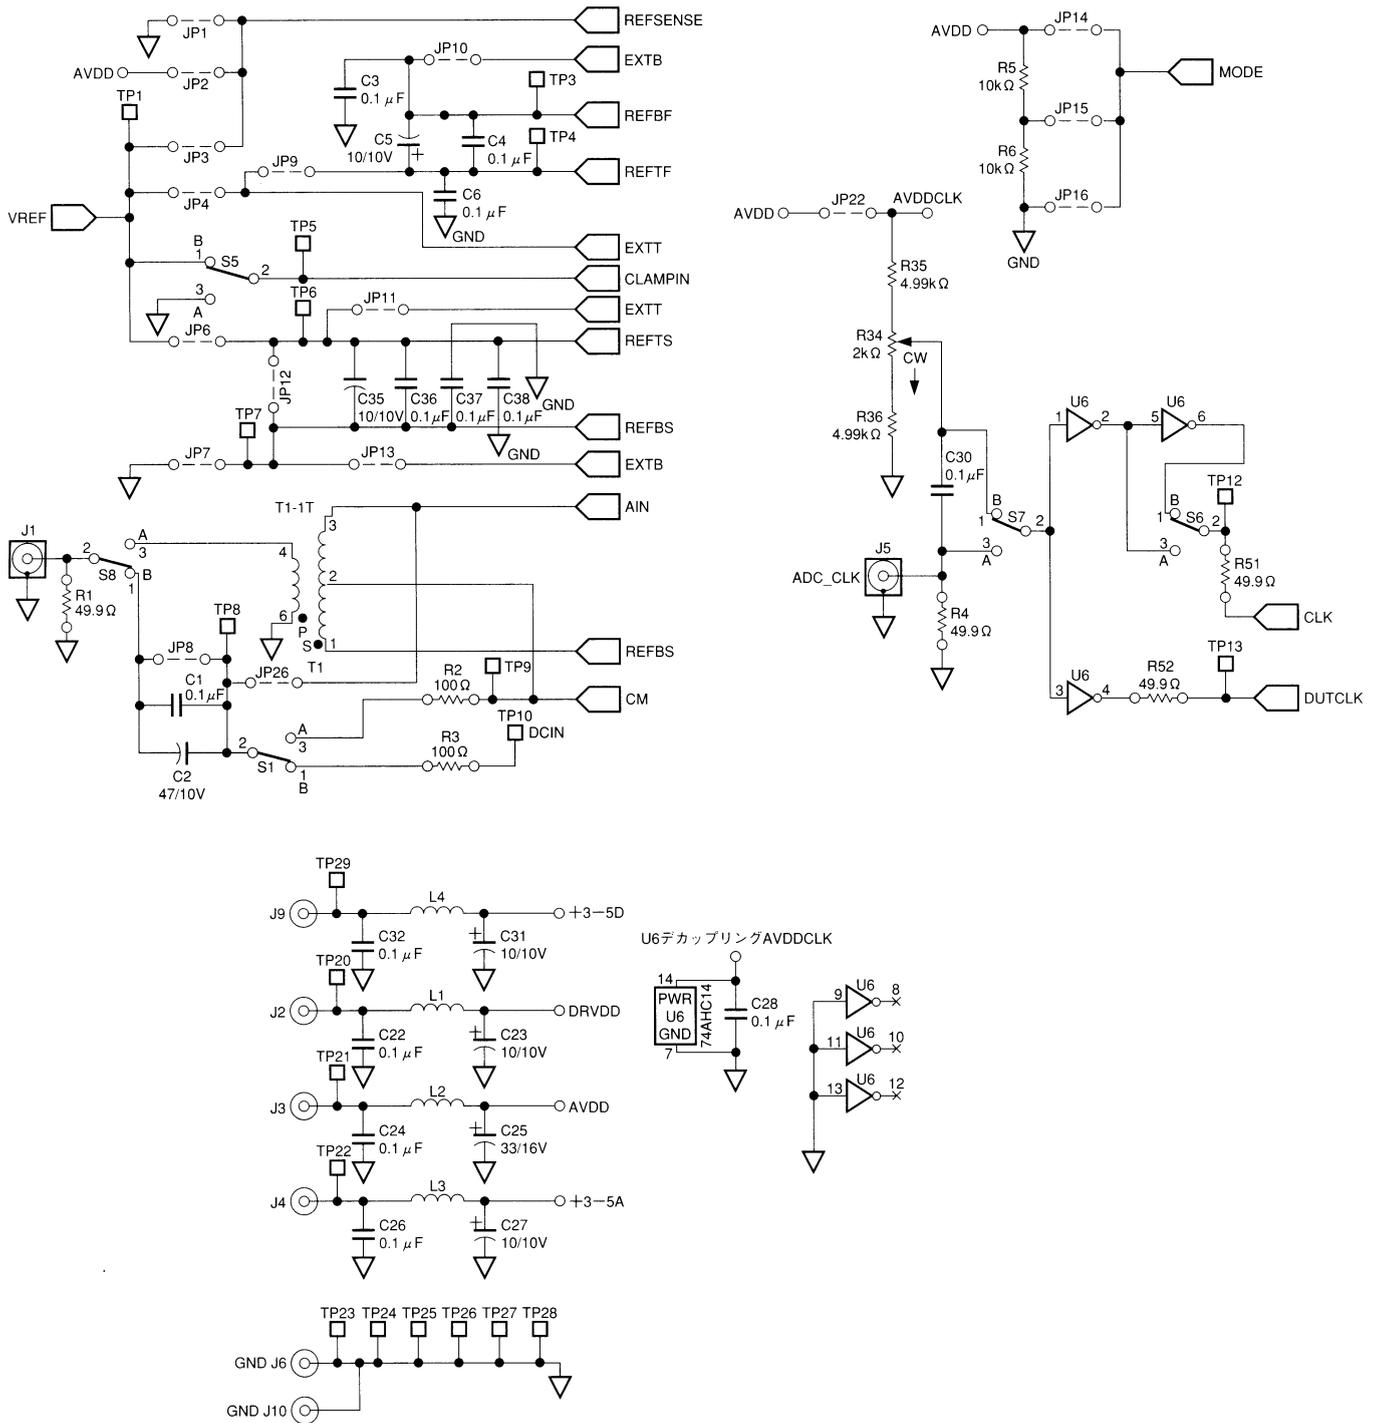 JP1
REFSENSE
AVDD
JP2
TP1
JP3
JP4
VREF
JP10
EXTB
C3
0.1μF
TP3
REFBF
C5
10/10V
+
C4
0.1μF
TP4
JP9
REFTF
C6
0.1μF
GND
EXTT
B
1
S5
2
TP5
CLAMPIN
3
A
TP6
JP11
EXTT
JP6
REFTS
JP12
C35
10/10V
C36
0.1μF
C37
0.1μF
C38
0.1μF
GND
TP7
REFBS
GND
JP7
JP13
EXTB
T1-1T
AIN
3
J1
A
3
2
S8
B
1
4
2
R1
49.9Ω
6
P
S
1
T1
TP8
REFBS
JP8
JP26
C1
0.1μF
R2
100Ω
TP9
CM
A
3
2
S1
1
B
R3
100Ω
TP10
DCIN
C2
47/10V
AVDD
JP14
R5
10kΩ
MODE
JP15
R6
10kΩ
JP16
GND
AVDD
JP22
AVDDCLK
R35
4.99kΩ
R34
2kΩ
CW
R36
4.99kΩ
C30
0.1μF
B
1
S7
2
3
A
J5
ADC_CLK
R4
49.9Ω
U6
1
2
U6
5
6
B
1
S6
2
3
A
TP12
R51
49.9Ω
CLK
U6
3
4
R52
49.9Ω
TP13
DUTCLK
TP29
J9
L4
+3−5D
C32
0.1μF
+
C31
10/10V
TP20
J2
L1
DRVDD
C22
0.1μF
+
C23
10/10V
TP21
J3
L2
AVDD
C24
0.1μF
+
C25
33/16V
TP22
J4
L3
+3−5A
C26
0.1μF
+
C27
10/10V
U6デカップリングAVDDCLK
14
PWR
U6
GND
74AHC14
7
C28
0.1μF
9
U6
8
11
U6
10
13
U6
12
TP23 TP24 TP25 TP26 TP27 TP28
GND J6
GND J10